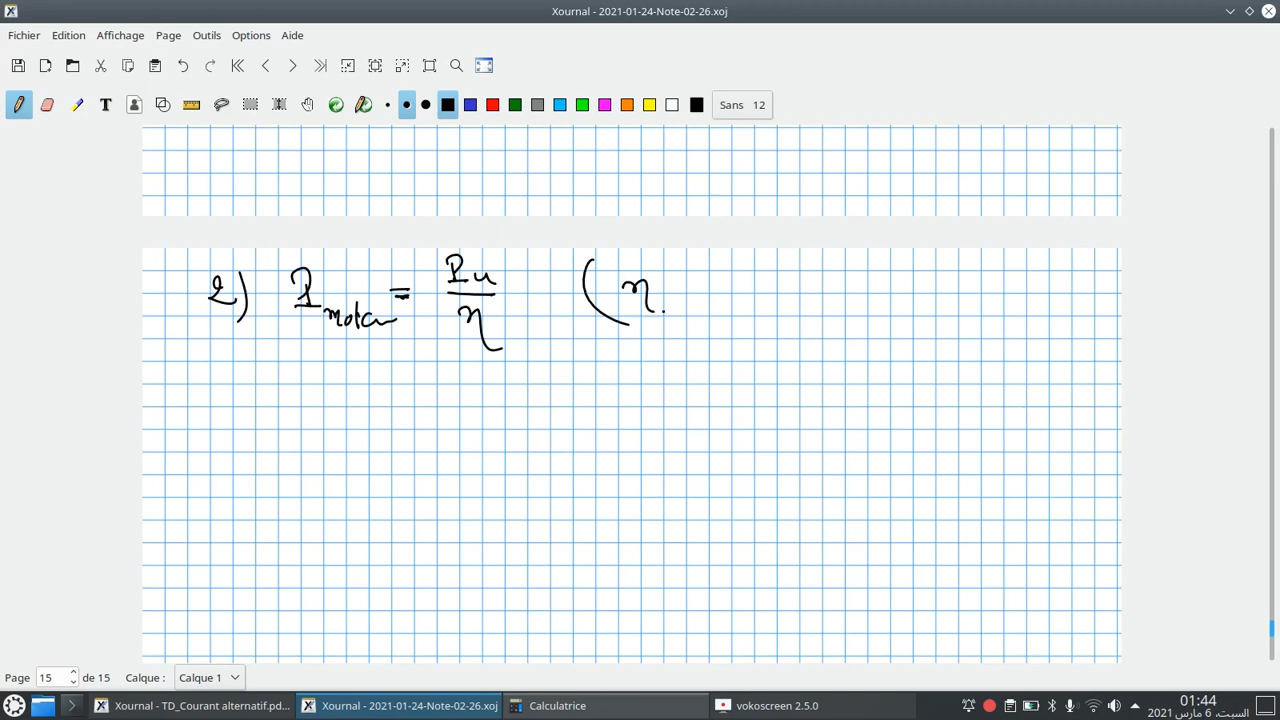 Xournal - 2021-01-24-Note-02-26.xoj
Fichier Edition Affichage Page Outils Options Aide
T Sans 12
2) P moteur = Pu / η ( η
Page 15 de 15 Calque : Calque 1
Xournal - TD_Courant alternatif.pd... Xournal - 2021-01-24-Note-02-26.xoj Calculatrice vokoscreen 2.5.0
01:44
السبت, 6 مارس 2021